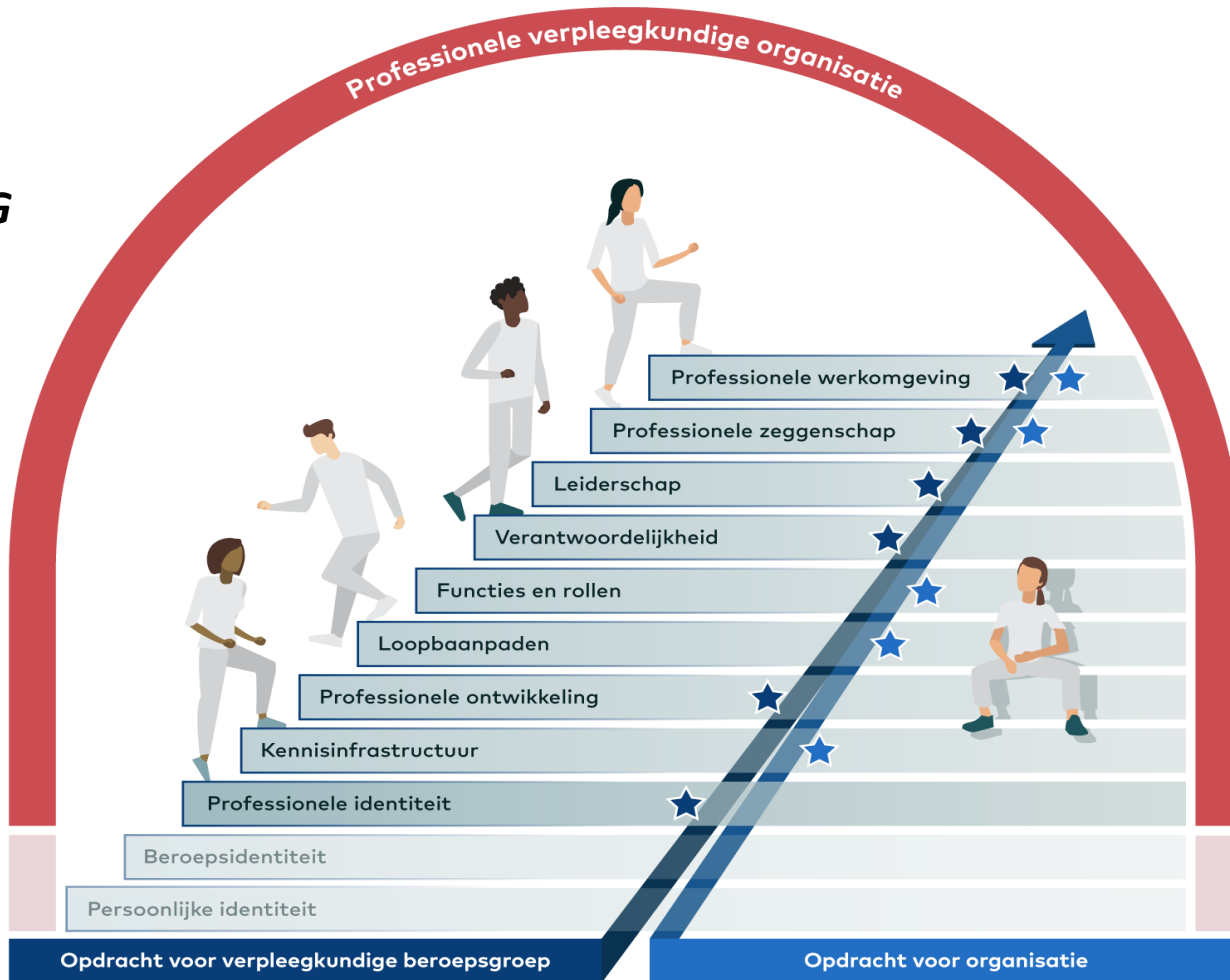 Professionele verpleegkundige organisatie
G
Professionele werkomgeving
Professionele zeggenschap
Leiderschap
Verantwoordelijkheid
Functies en rollen
Loopbaanpaden
Professionele ontwikkeling
Kennisinfrastructuur
Professionele identiteit
Beroepsidentiteit
Persoonlijke identiteit
Opdracht voor verpleegkundige beroepsgroep
Opdracht voor organisatie